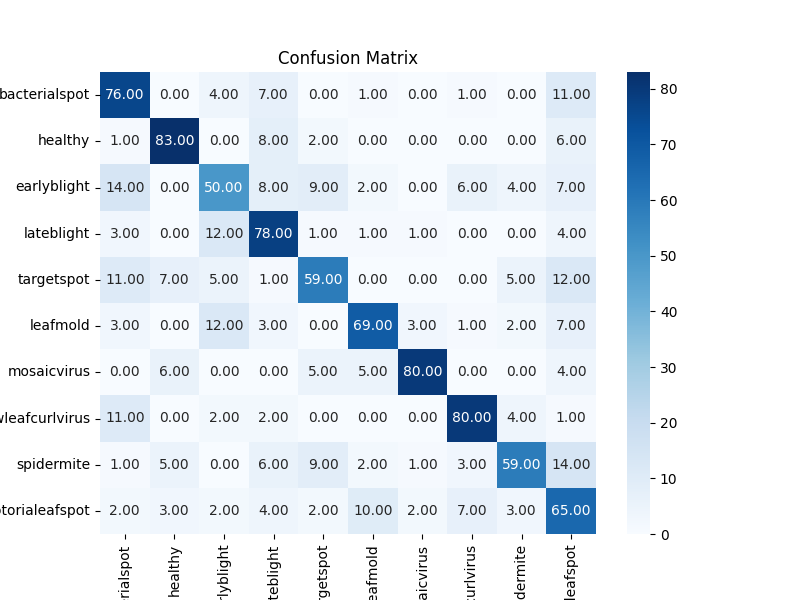 Confusion Matrix
bacterialspot 76.00 0.00 4.00 7.00 0.00 1.00 0.00 1.00 0.00 11.00
healthy 1.00 83.00 0.00 8.00 2.00 0.00 0.00 0.00 0.00 6.00
earlyblight 14.00 0.00 50.00 8.00 9.00 2.00 0.00 6.00 4.00 7.00
lateblight 3.00 0.00 12.00 78.00 1.00 1.00 1.00 0.00 0.00 4.00
targetspot 11.00 7.00 5.00 1.00 59.00 0.00 0.00 0.00 5.00 12.00
leafmold 3.00 0.00 12.00 3.00 0.00 69.00 3.00 1.00 2.00 7.00
mosaicvirus 0.00 6.00 0.00 0.00 5.00 5.00 80.00 0.00 0.00 4.00
wleafcurlvirus 11.00 0.00 2.00 2.00 0.00 0.00 0.00 80.00 4.00 1.00
spidermite 1.00 5.00 0.00 6.00 9.00 2.00 1.00 3.00 59.00 14.00
torialeafspot 2.00 3.00 2.00 4.00 2.00 10.00 2.00 7.00 3.00 65.00
rialspot
healthy
rlyblight
teblight
rgetspot
eafmold
aicvirus
urlvirus
dermite
leafspot
80
70
60
50
40
30
20
10
0